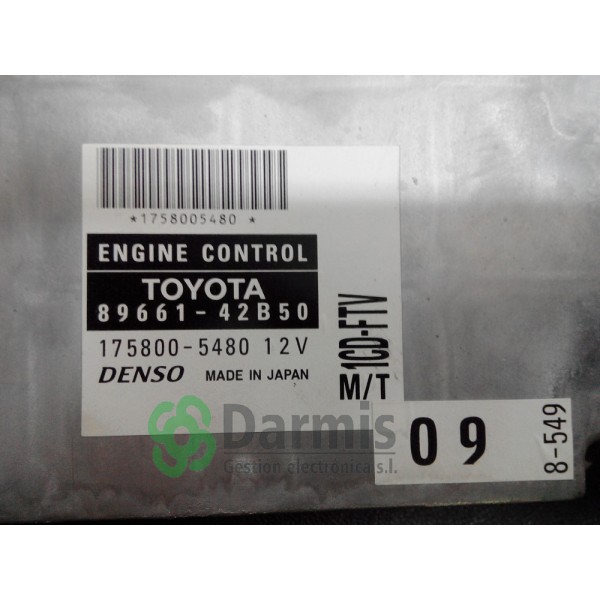 *1758005480 *
ENGINE CONTROL
TOYOTA
89661-42B50
175800-5480 12V
DENSO MADE IN JAPAN
1CD-FTV
M/T
09
8-549
Darmis
Gestion electrónica s.l.